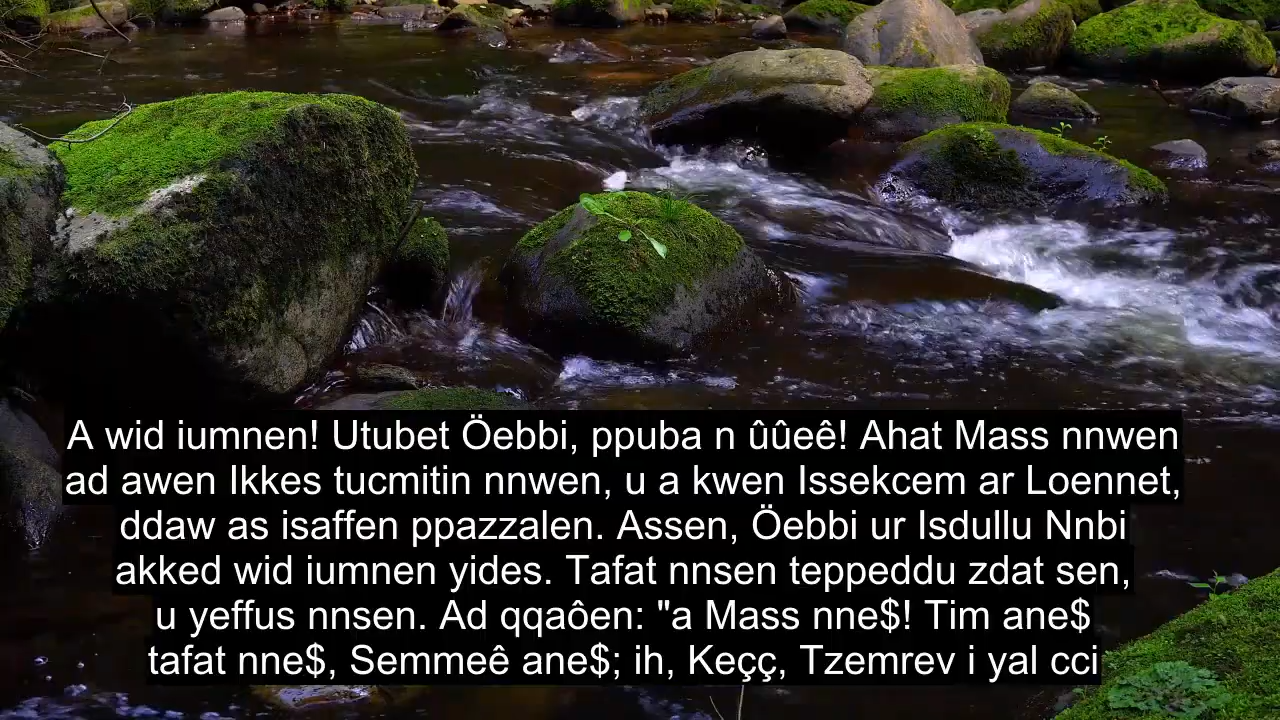 A wid iumnen! Utubet Öebbi, ppuba n ûûeê! Ahat Mass nnwen
ad awen Ikkes tucmitin nnwen, u a kwen Issekcem ar Loennet,
ddaw as isaffen ppazzalen. Assen, Öebbi ur Isdullu Nnbi
akked wid iumnen yides. Tafat nnsen teppeddu zdat sen,
u yeffus nnsen. Ad qqaôen: "a Mass nne$! Tim ane$
tafat nne$, Semmeê ane$; ih, Keçç, Tzemrev i yal cci